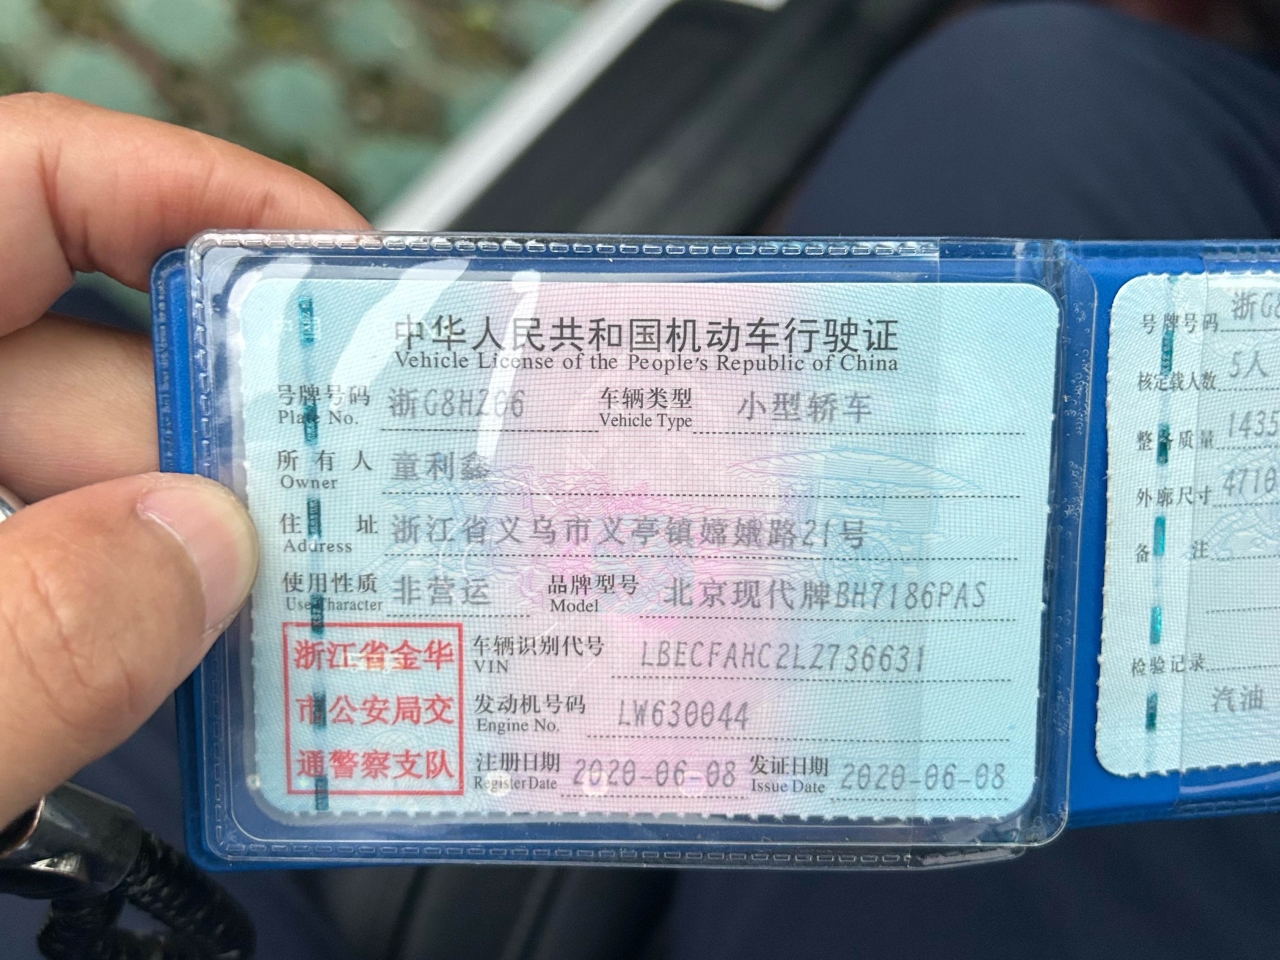 中华人民共和国机动车行驶证
Vehicle License of the People's Republic of China
号牌号码 浙G8HZ06 车辆类型 小型轿车
Plate No. Vehicle Type
所有人 童利鑫
Owner
住址 浙江省义乌市义亭镇嫦娥路21号
Address
使用性质 非营运 品牌型号 北京现代牌BH7186PAS
Use Character Model
浙江省金华
市公安局交
通警察支队
车辆识别代号 LBECFAHC2LZ736631
VIN
发动机号码 LW630044
Engine No.
注册日期 2020-06-08 发证日期 2020-06-08
Register Date Issue Date
号牌号码 浙G8
核定载人数 5人
整备质量 1435
外廓尺寸 4710
备注
检验记录
汽油